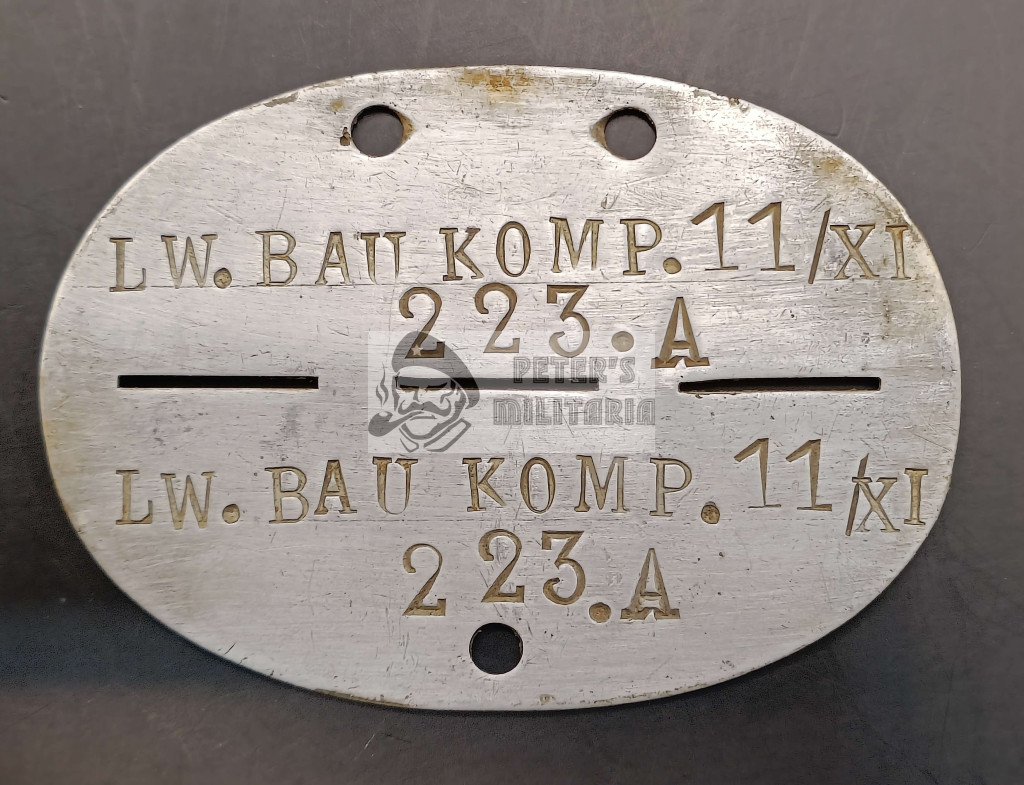 LW. BAU KOMP. 11/XI
223. A
PETER'S
MILITARIA
LW. BAU KOMP. 11/XI
223. A